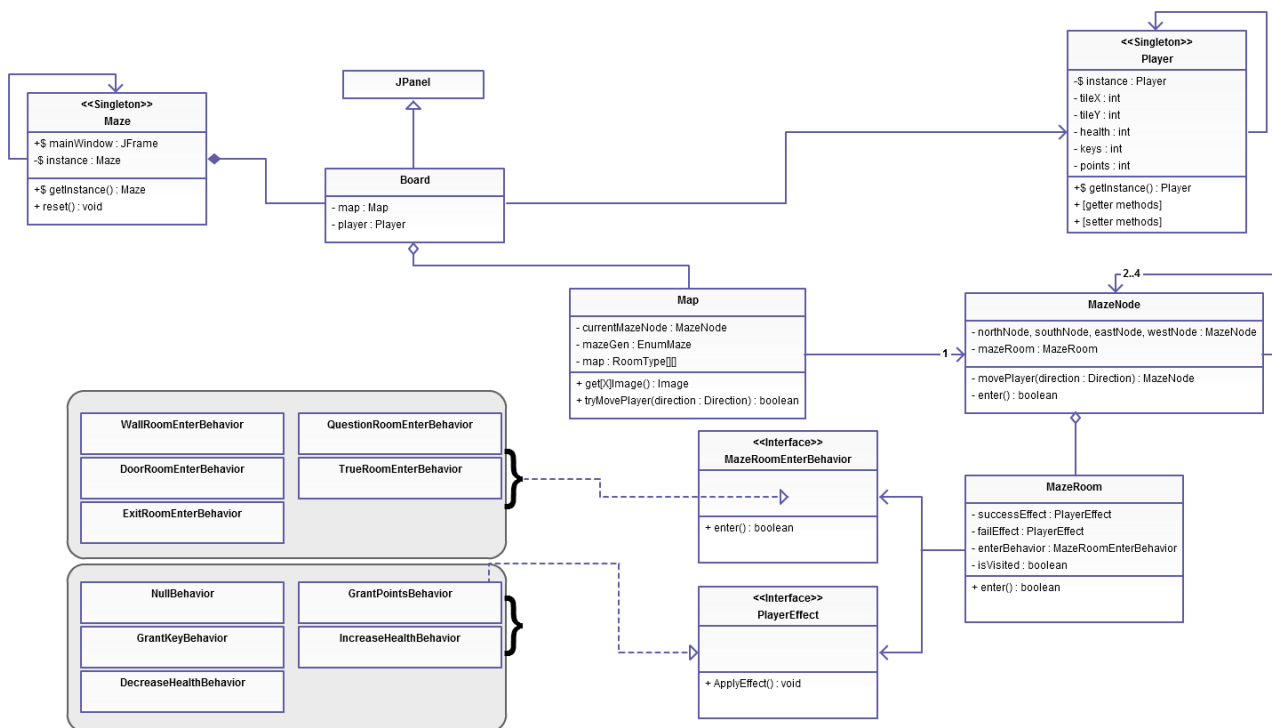 <<Singleton>>
Maze
+$ mainWindow : JFrame
-$ instance : Maze
+$ getInstance() : Maze
+ reset() : void
JPanel
Board
- map : Map
- player : Player
<<Singleton>>
Player
-$ instance : Player
- tileX : int
- tileY : int
- health : int
- keys : int
- points : int
+$ getInstance() : Player
+ [getter methods]
+ [setter methods]
Map
- currentMazeNode : MazeNode
- mazeGen : EnumMaze
- map : RoomType[][]
+ get[X]Image() : Image
+ tryMovePlayer(direction : Direction) : boolean
1
2..4
MazeNode
- northNode, southNode, eastNode, westNode : MazeNode
- mazeRoom : MazeRoom
- movePlayer(direction : Direction) : MazeNode
- enter() : boolean
WallRoomEnterBehavior
QuestionRoomEnterBehavior
DoorRoomEnterBehavior
TrueRoomEnterBehavior
ExitRoomEnterBehavior
}
<<Interface>>
MazeRoomEnterBehavior
+ enter() : boolean
MazeRoom
- successEffect : PlayerEffect
- failEffect : PlayerEffect
- enterBehavior : MazeRoomEnterBehavior
- isVisited : boolean
+ enter() : boolean
NullBehavior
GrantPointsBehavior
GrantKeyBehavior
IncreaseHealthBehavior
DecreaseHealthBehavior
}
<<Interface>>
PlayerEffect
+ ApplyEffect() : void